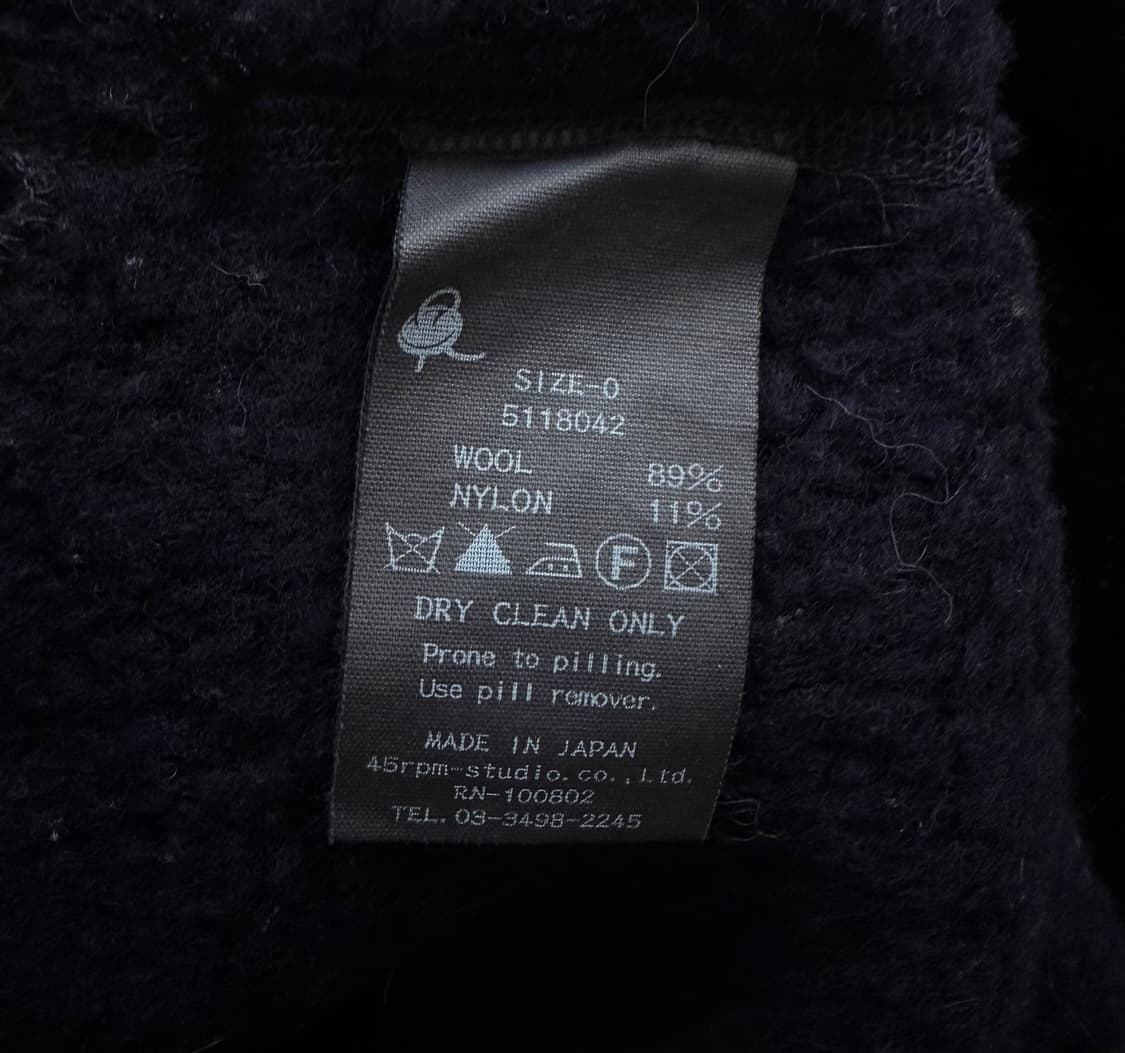 SIZE-0
5118042
WOOL 89%
NYLON 11%
F
DRY CLEAN ONLY
Prone to pilling.
Use pill remover.
MADE IN JAPAN
45rpm-studio.co.,Ltd.
RN-100802
TEL.03-3498-2245